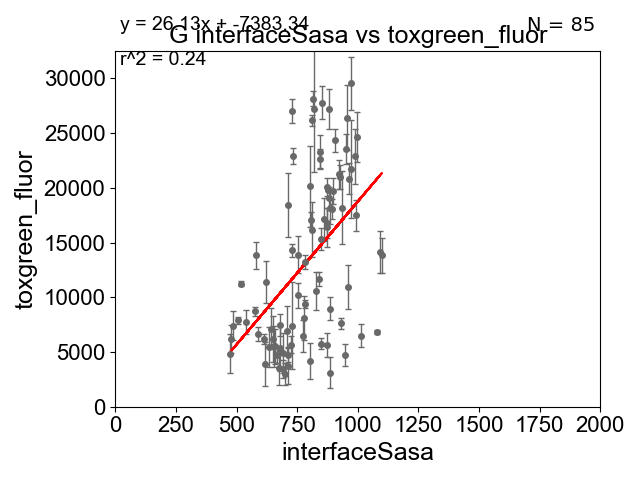 y = 26.13x + -7383.34
N = 85
G interfaceSasa vs toxgreen_fluor
r^2 = 0.24
30000
25000
20000
15000
10000
5000
0
toxgreen_fluor
0 250 500 750 1000 1250 1500 1750 2000
interfaceSasa